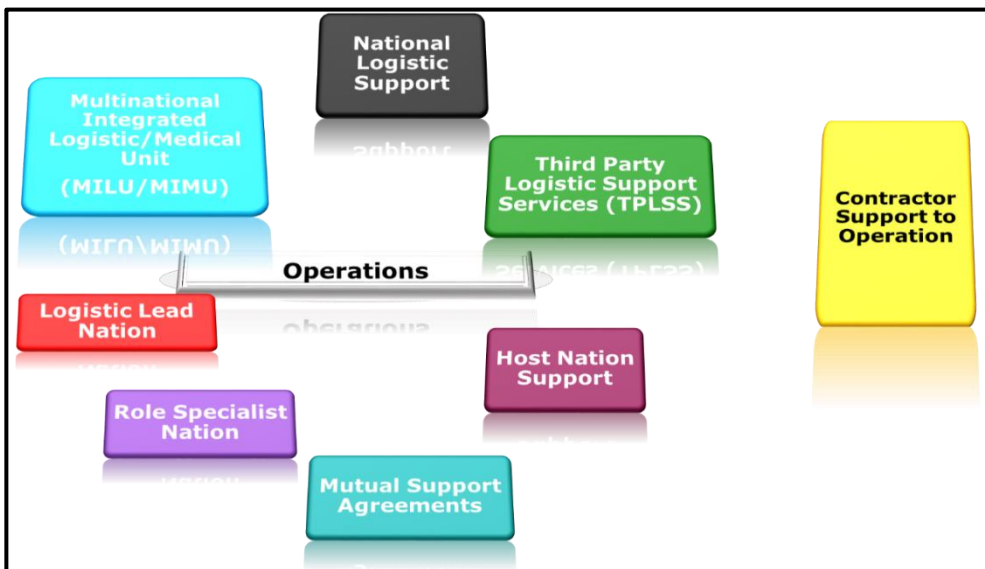 National
Logistic
Support
Multinational
Integrated
Logistic/Medical
Unit
(MILU/MIMU)
Third Party
Logistic Support
Services (TPLSS)
Contractor
Support to
Operation
Operations
Logistic Lead
Nation
Host Nation
Support
Role Specialist
Nation
Mutual Support
Agreements